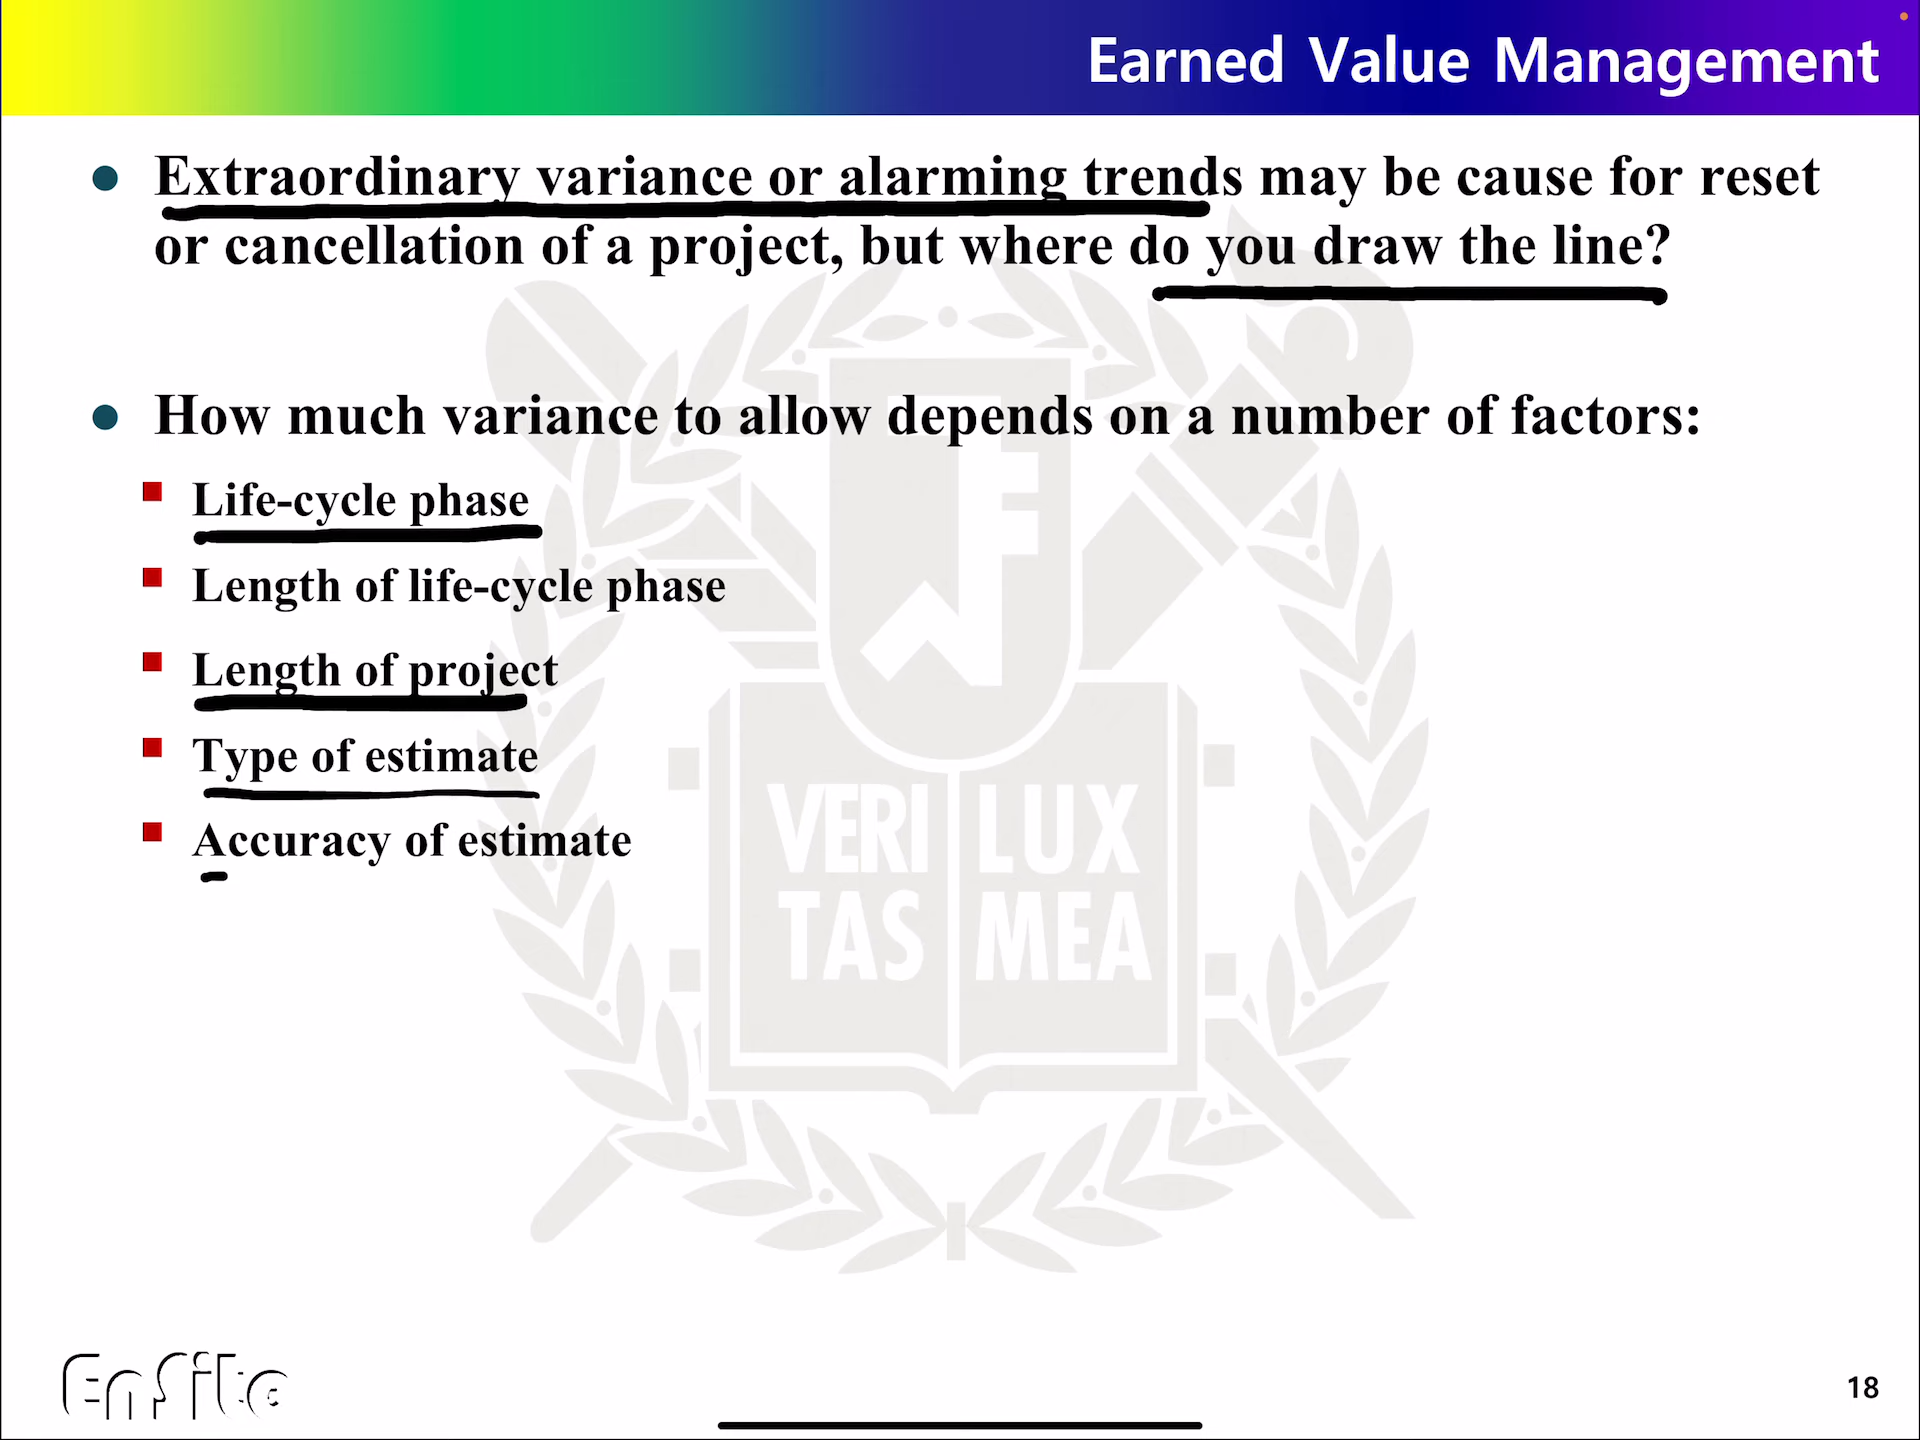 Earned Value Management
Extraordinary variance or alarming trends may be cause for reset
or cancellation of a project, but where do you draw the line?
How much variance to allow depends on a number of factors:
Life-cycle phase
Length of life-cycle phase
Length of project
Type of estimate
Accuracy of estimate
VERI LUX
TAS MEA
EnSite
18